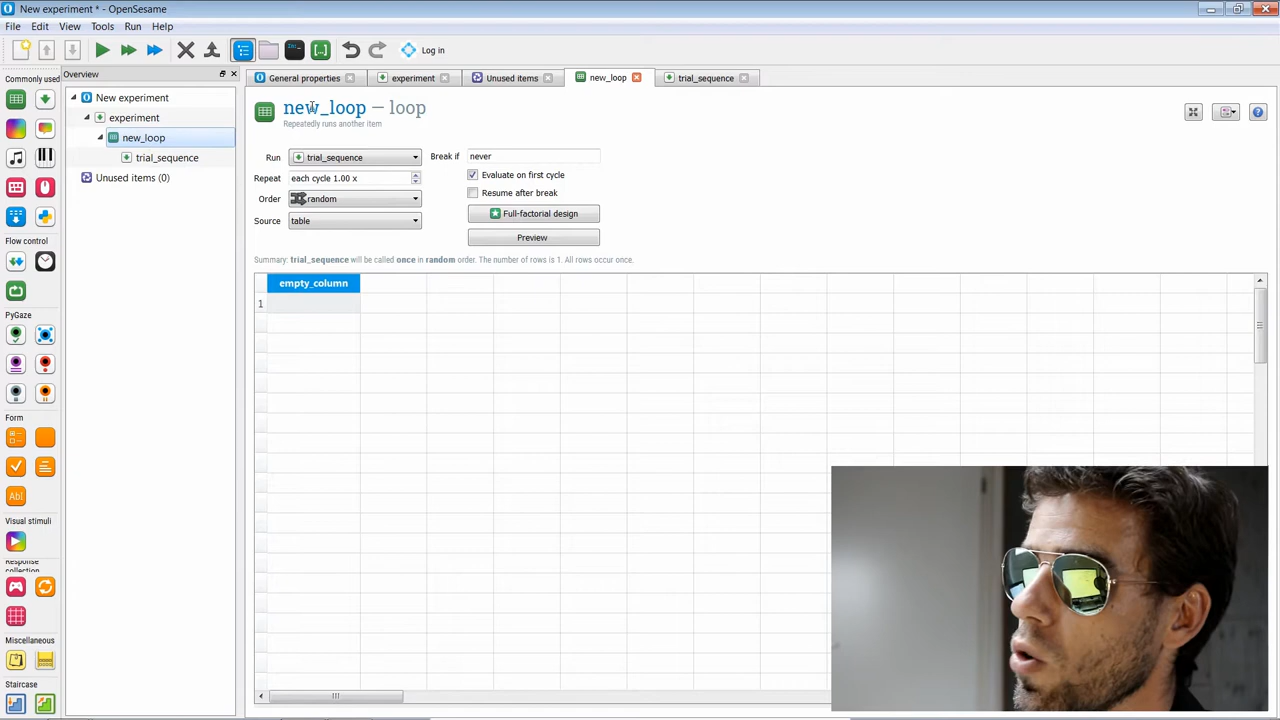 New experiment * - OpenSesame
File Edit View Tools Run Help
Log in
Commonly used
Overview
General properties
experiment
Unused items
new_loop
trial_sequence
New experiment
experiment
new_loop
trial_sequence
Unused items (0)
new_loop – loop
Repeatedly runs another item
Run trial_sequence Break if never
Repeat each cycle 1.00 x Evaluate on first cycle
Order random Resume after break
Source table Full-factorial design
Preview
Summary: trial_sequence will be called once in random order. The number of rows is 1. All rows occur once.
empty_column
1
Flow control
PyGaze
Form
Abl
Visual stimuli
Response
collection
Miscellaneous
Staircase